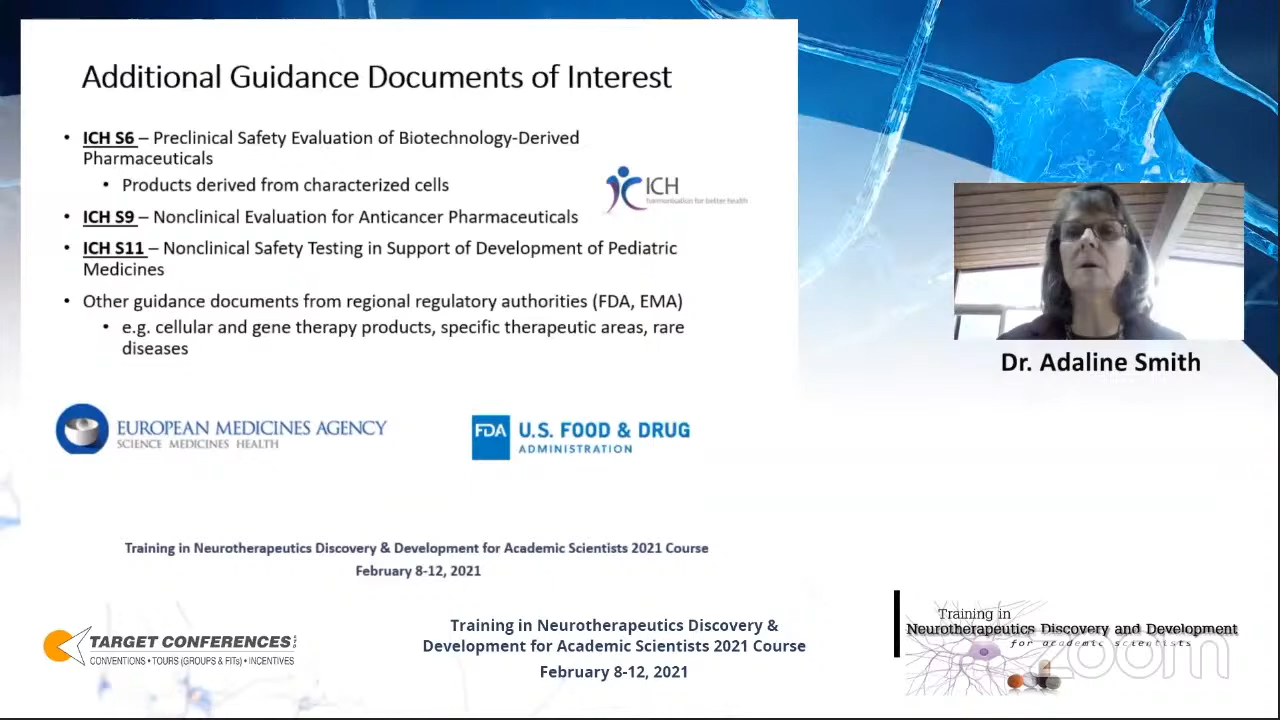 Additional Guidance Documents of Interest
• ICH S6 – Preclinical Safety Evaluation of Biotechnology-Derived
Pharmaceuticals
• Products derived from characterized cells
ICH
harmonisation for better health
• ICH S9 – Nonclinical Evaluation for Anticancer Pharmaceuticals
• ICH S11 – Nonclinical Safety Testing in Support of Development of Pediatric
Medicines
• Other guidance documents from regional regulatory authorities (FDA, EMA)
• e.g. cellular and gene therapy products, specific therapeutic areas, rare
diseases
EUROPEAN MEDICINES AGENCY
SCIENCE MEDICINES HEALTH
FDA U.S. FOOD & DRUG
ADMINISTRATION
Training in Neurotherapeutics Discovery & Development for Academic Scientists 2021 Course
February 8-12, 2021
Dr. Adaline Smith
TARGET CONFERENCES
CONVENTIONS • TOURS (GROUPS & FITs) • INCENTIVES
Training in Neurotherapeutics Discovery &
Development for Academic Scientists 2021 Course
February 8-12, 2021
Training in
Neurotherapeutics Discovery and Development
for academic scientists
zoom